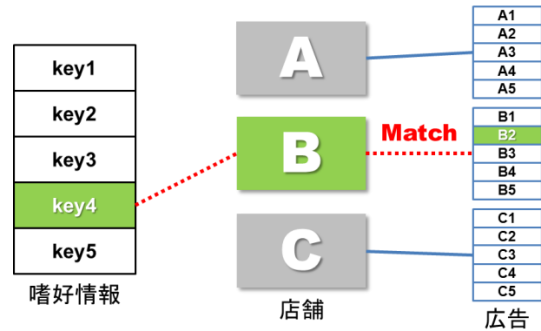 key1
key2
key3
key4
key5
嗜好情報
A
B
C
店舗
Match
A1
A2
A3
A4
A5
B1
B2
B3
B4
B5
C1
C2
C3
C4
C5
広告